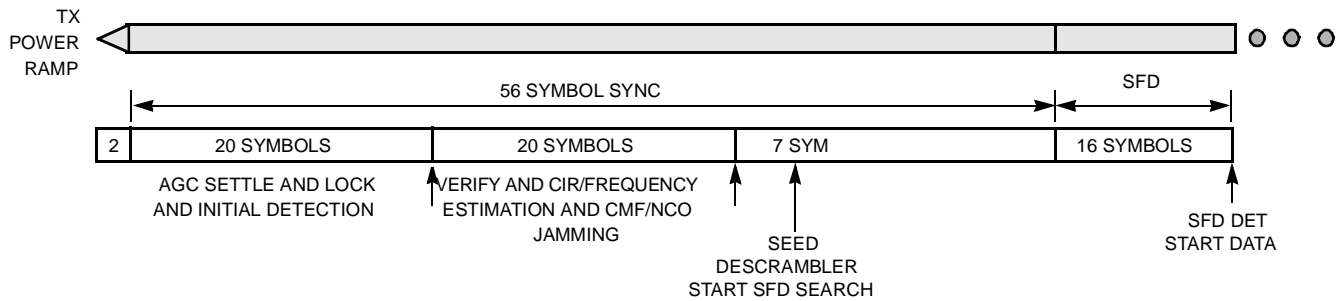 TX
POWER
RAMP
56 SYMBOL SYNC
SFD
2
20 SYMBOLS
20 SYMBOLS
7 SYM
16 SYMBOLS
AGC SETTLE AND LOCK
AND INITIAL DETECTION
VERIFY AND CIR/FREQUENCY
ESTIMATION AND CMF/NCO
JAMMING
SEED
DESCRAMBLER
START SFD SEARCH
SFD DET
START DATA